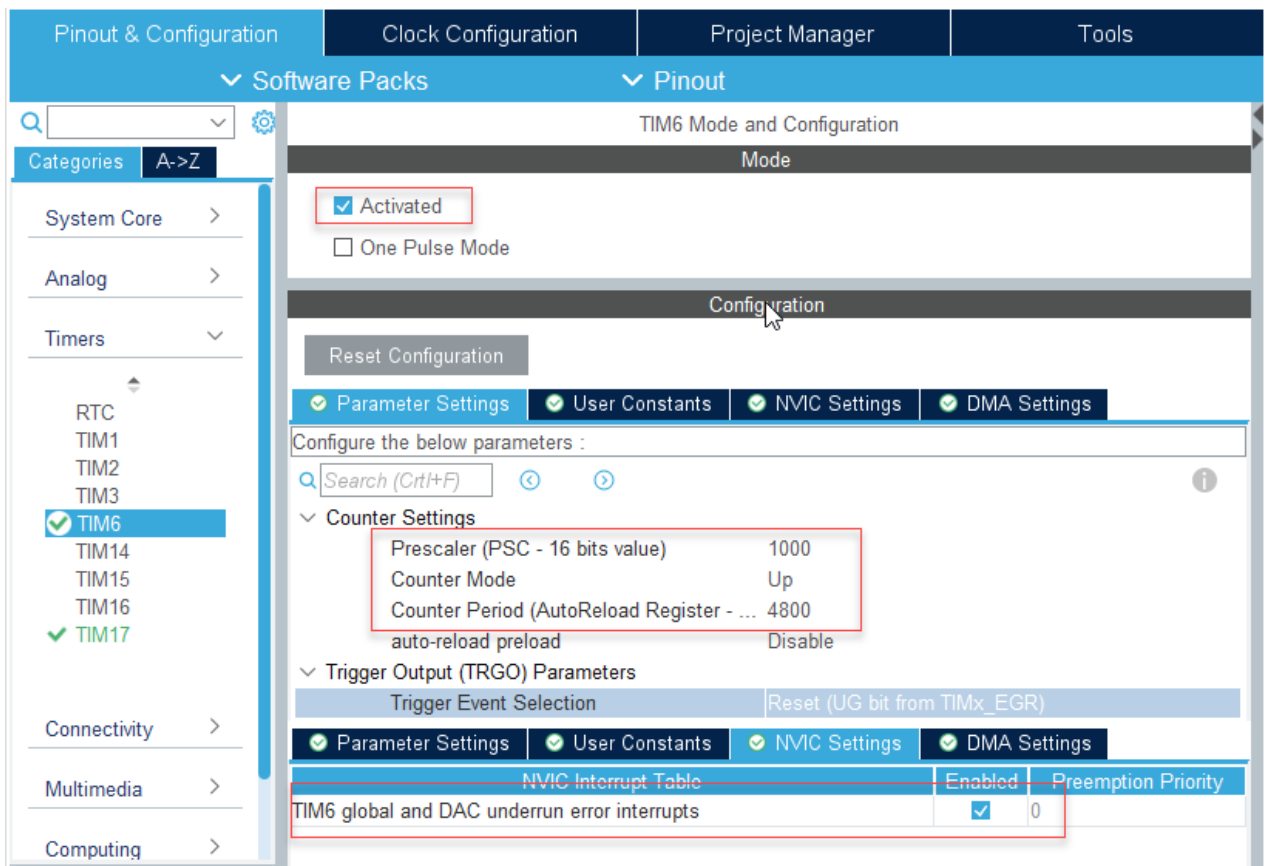 Pinout & Configuration Clock Configuration Project Manager Tools
Software Packs Pinout
TIM6 Mode and Configuration
Mode
Categories A->Z
Activated
System Core
One Pulse Mode
Analog
Configuration
Timers
Reset Configuration
Parameter Settings User Constants NVIC Settings DMA Settings
RTC
TIM1
TIM2
TIM3
TIM6
TIM14
TIM15
TIM16
TIM17
Configure the below parameters :
Search (Crtl+F)
Counter Settings
Prescaler (PSC - 16 bits value) 1000
Counter Mode Up
Counter Period (AutoReload Register - ... 4800
auto-reload preload Disable
Trigger Output (TRGO) Parameters
Trigger Event Selection Reset (UG bit from TIMx_EGR)
Connectivity
Multimedia
Computing
Parameter Settings User Constants NVIC Settings DMA Settings
NVIC Interrupt Table Enabled Preemption Priority
TIM6 global and DAC underrun error interrupts 0